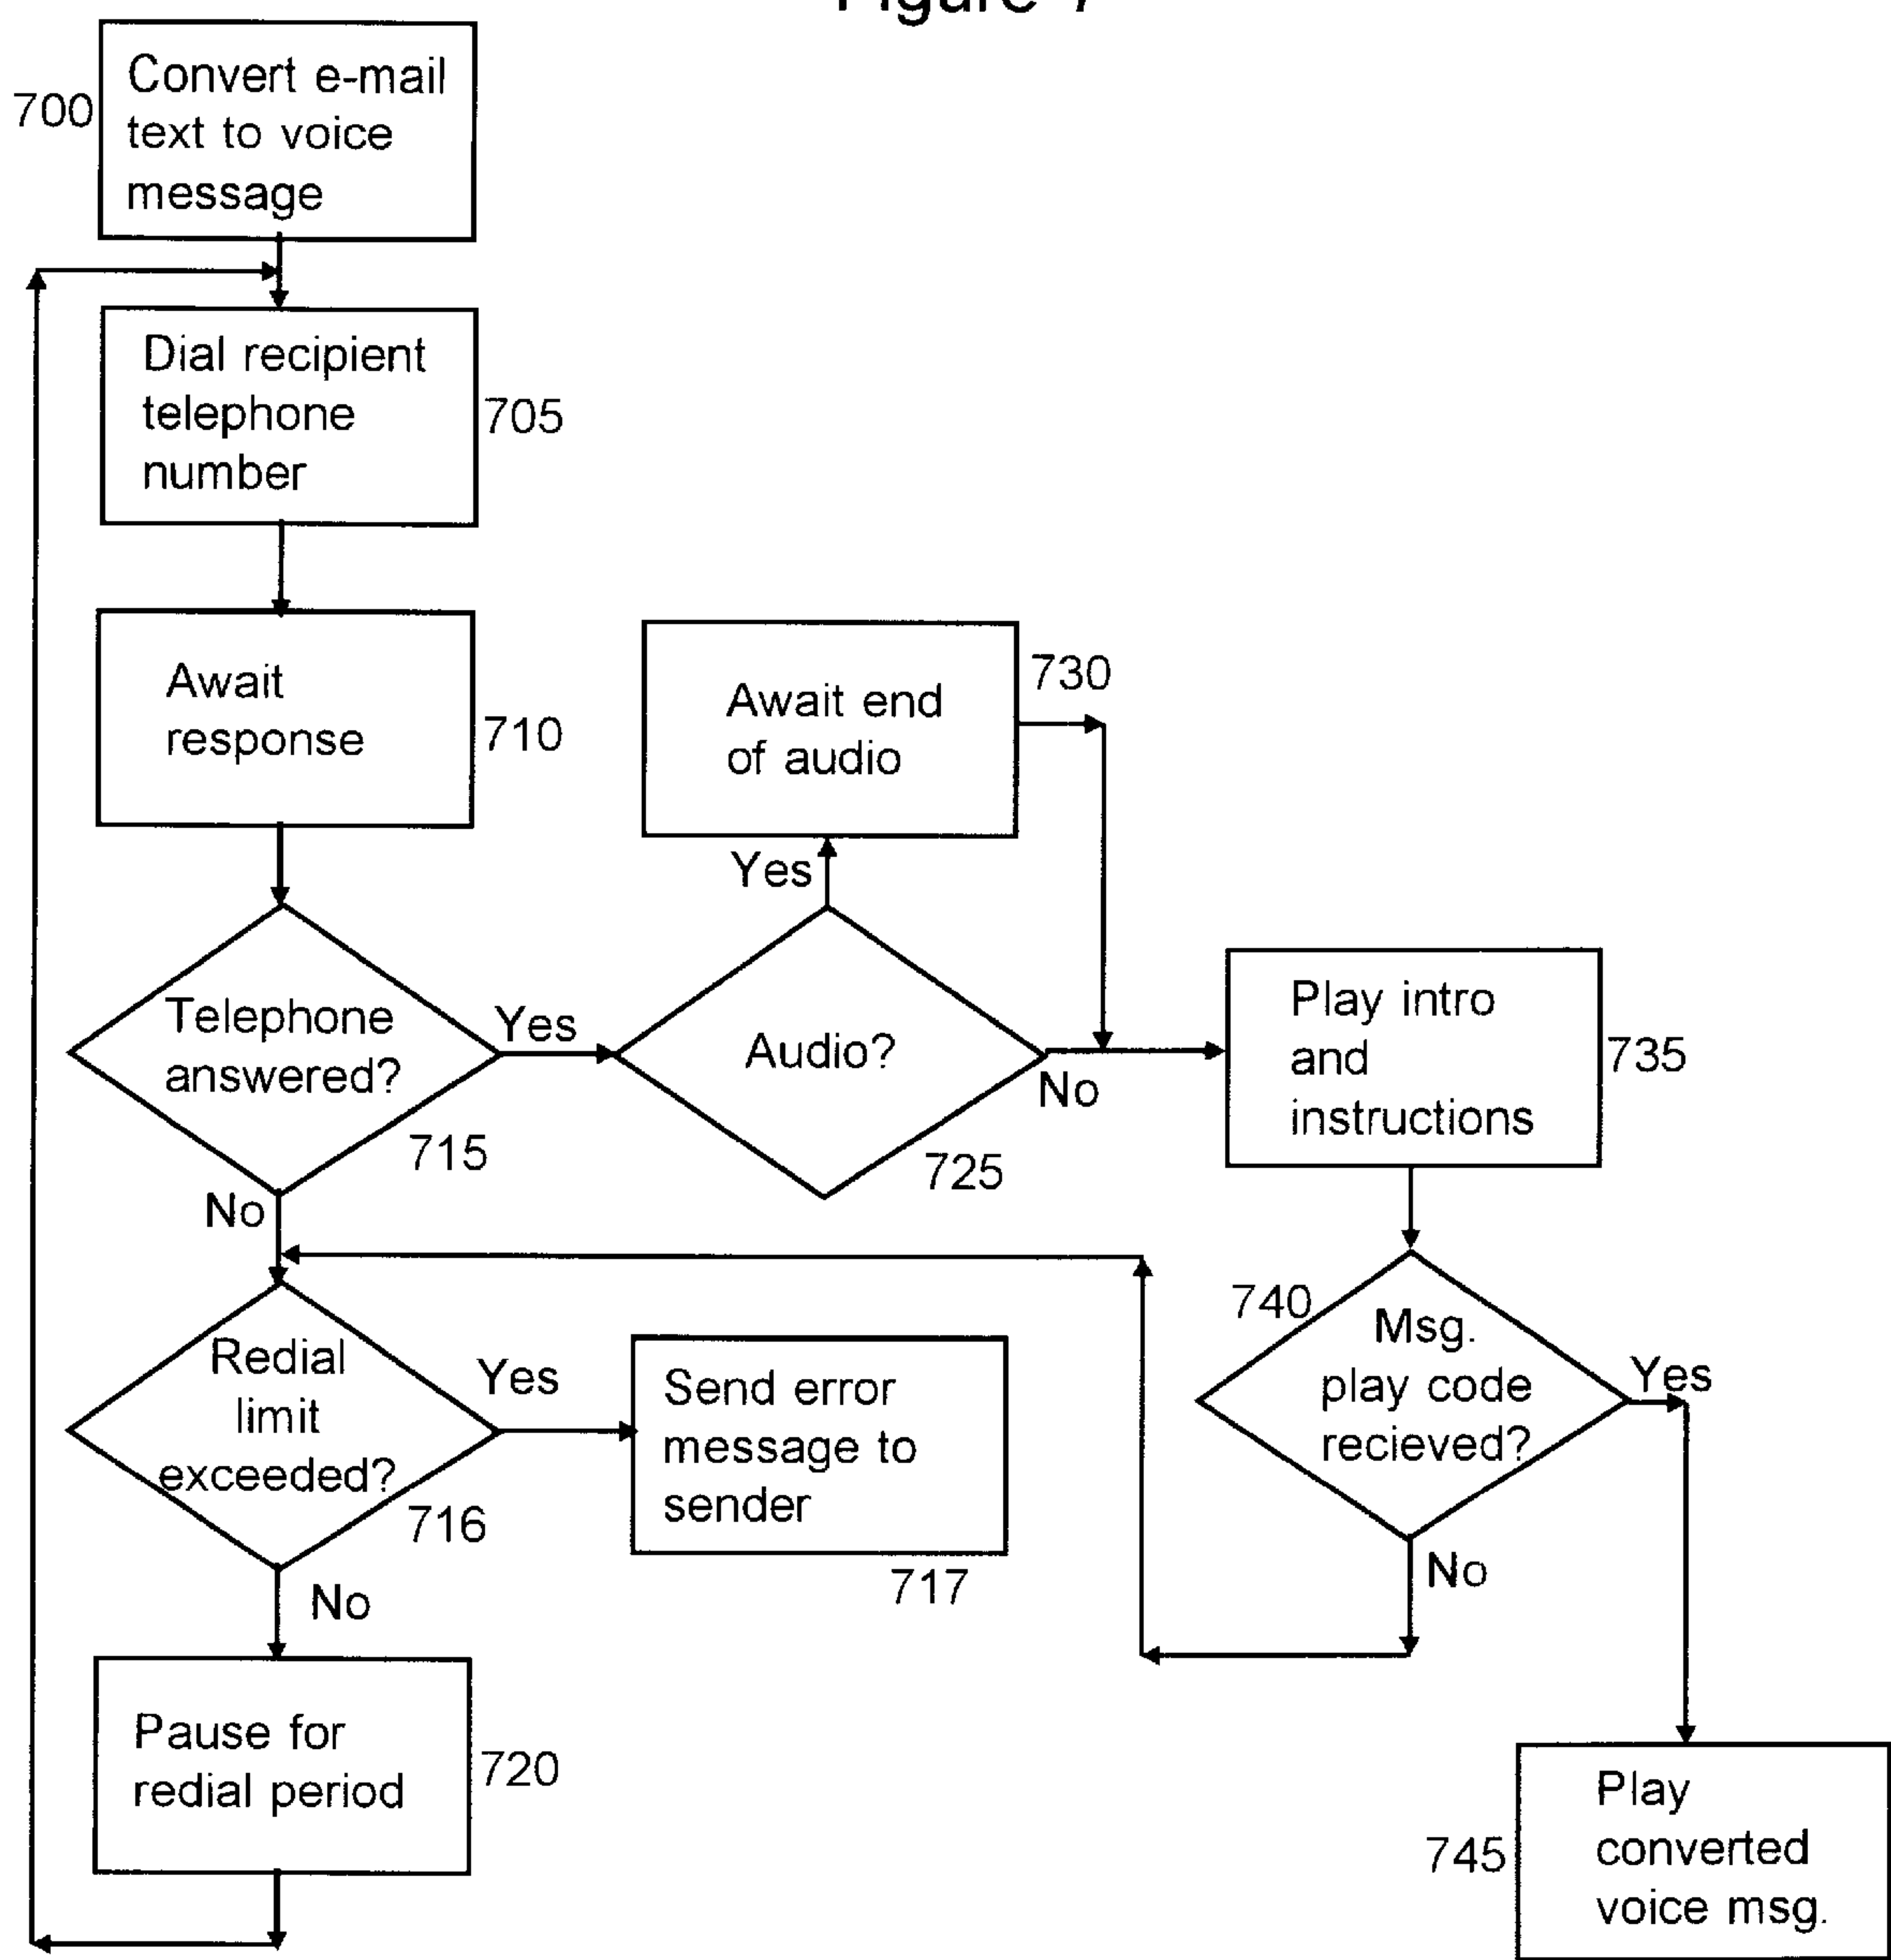 Figure 7
Convert e-mail
text to voice
message
700
Dial recipient
telephone
number
705
Await
response
710
Await end
of audio
730
Yes
Telephone
answered?
Yes
715
No
Audio?
No
725
Play intro
and
instructions
735
740
Msg.
play code
recieved?
Yes
No
Redial
limit
exceeded?
Yes
716
No
Send error
message to
sender
717
Pause for
redial period
720
Play
converted
voice msg.
745